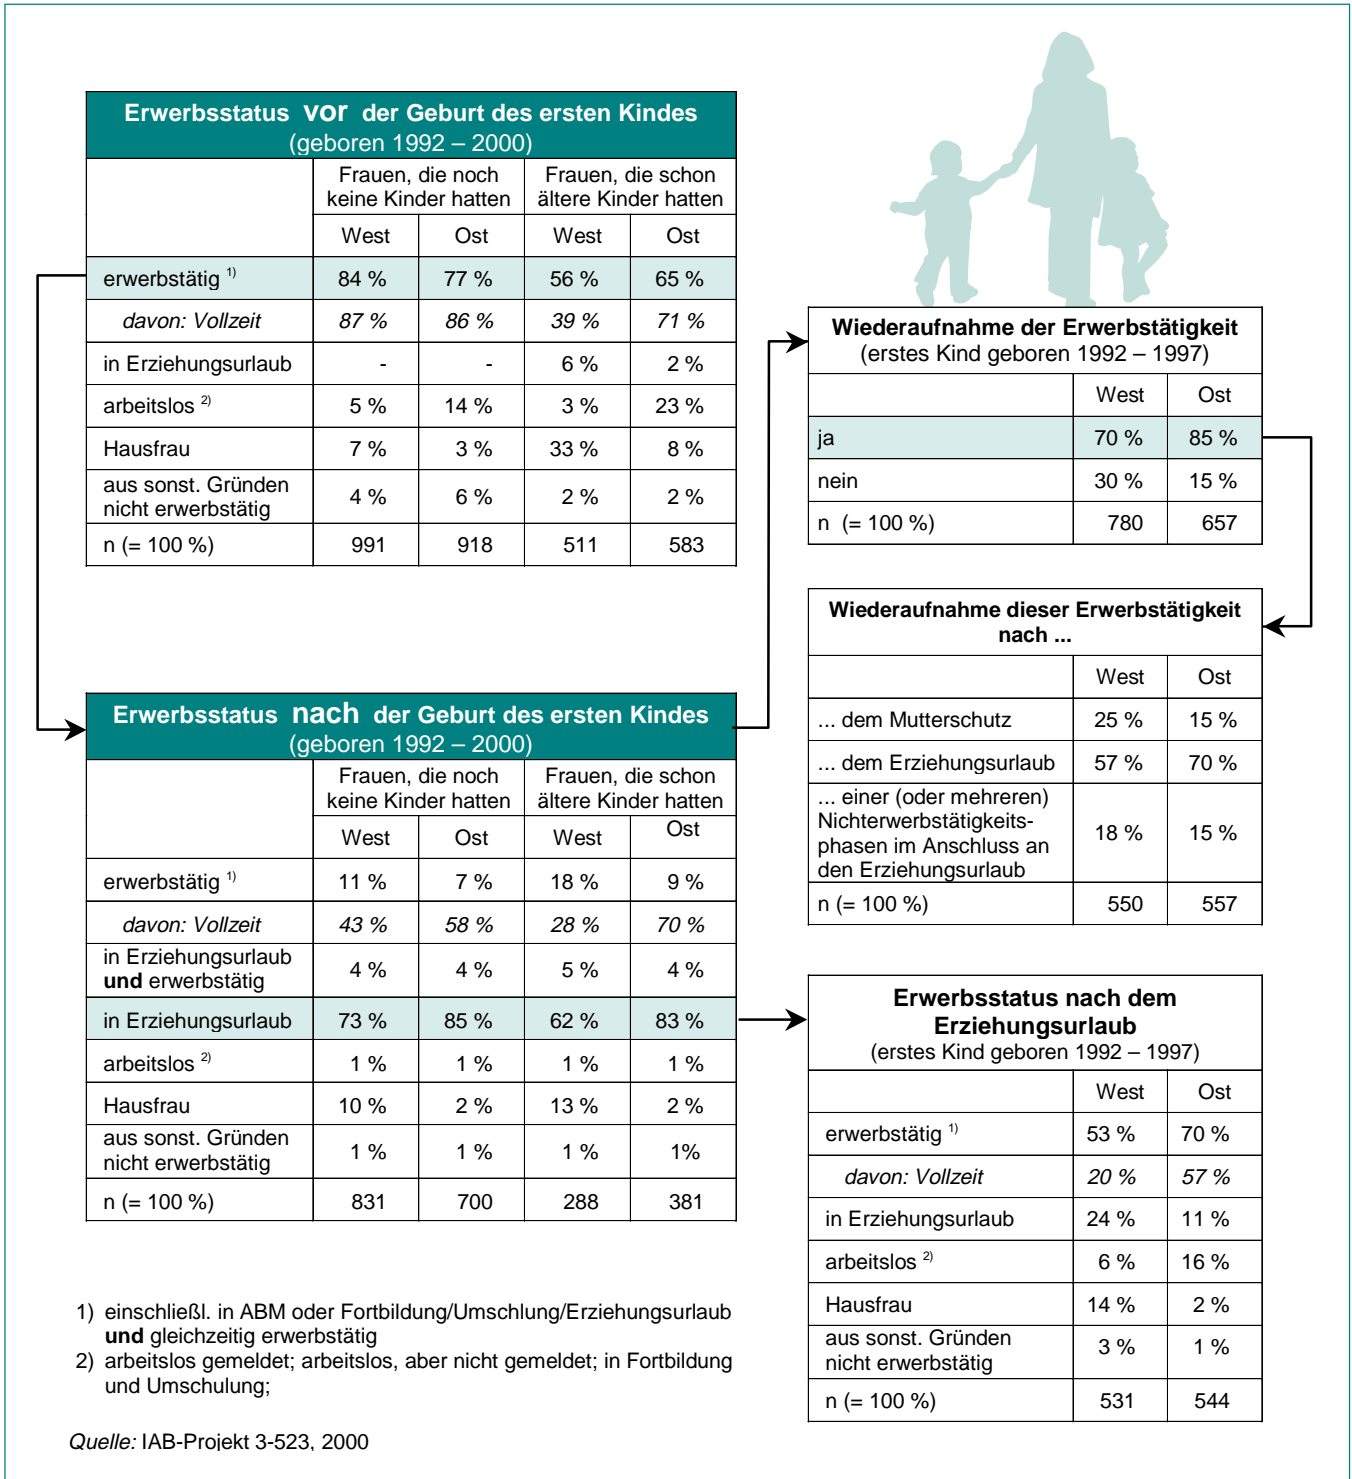 Erwerbsstatus vor der Geburt des ersten Kindes
(geboren 1992 – 2000)
Frauen, die noch keine Kinder hatten Frauen, die schon ältere Kinder hatten
West Ost West Ost
erwerbstätig 1) 84 % 77 % 56 % 65 %
davon: Vollzeit 87 % 86 % 39 % 71 %
in Erziehungsurlaub - - 6 % 2 %
arbeitslos 2) 5 % 14 % 3 % 23 %
Hausfrau 7 % 3 % 33 % 8 %
aus sonst. Gründen
nicht erwerbstätig 4 % 6 % 2 % 2 %
n (= 100 %) 991 918 511 583
Erwerbsstatus nach der Geburt des ersten Kindes
(geboren 1992 – 2000)
Frauen, die noch keine Kinder hatten Frauen, die schon ältere Kinder hatten
West Ost West Ost
erwerbstätig 1) 11 % 7 % 18 % 9 %
davon: Vollzeit 43 % 58 % 28 % 70 %
in Erziehungsurlaub
und erwerbstätig 4 % 4 % 5 % 4 %
in Erziehungsurlaub 73 % 85 % 62 % 83 %
arbeitslos 2) 1 % 1 % 1 % 1 %
Hausfrau 10 % 2 % 13 % 2 %
aus sonst. Gründen
nicht erwerbstätig 1 % 1 % 1 % 1%
n (= 100 %) 831 700 288 381
Wiederaufnahme der Erwerbstätigkeit
(erstes Kind geboren 1992 – 1997)
West Ost
ja 70 % 85 %
nein 30 % 15 %
n (= 100 %) 780 657
Wiederaufnahme dieser Erwerbstätigkeit
nach ...
West Ost
... dem Mutterschutz 25 % 15 %
... dem Erziehungsurlaub 57 % 70 %
... einer (oder mehreren)
Nichterwerbstätigkeits-
phasen im Anschluss an
den Erziehungsurlaub 18 % 15 %
n (= 100 %) 550 557
Erwerbsstatus nach dem
Erziehungsurlaub
(erstes Kind geboren 1992 – 1997)
West Ost
erwerbstätig 1) 53 % 70 %
davon: Vollzeit 20 % 57 %
in Erziehungsurlaub 24 % 11 %
arbeitslos 2) 6 % 16 %
Hausfrau 14 % 2 %
aus sonst. Gründen
nicht erwerbstätig 3 % 1 %
n (= 100 %) 531 544
1) einschließl. in ABM oder Fortbildung/Umschlung/Erziehungsurlaub
und gleichzeitig erwerbstätig
2) arbeitslos gemeldet; arbeitslos, aber nicht gemeldet; in Fortbildung
und Umschulung;
Quelle: IAB-Projekt 3-523, 2000